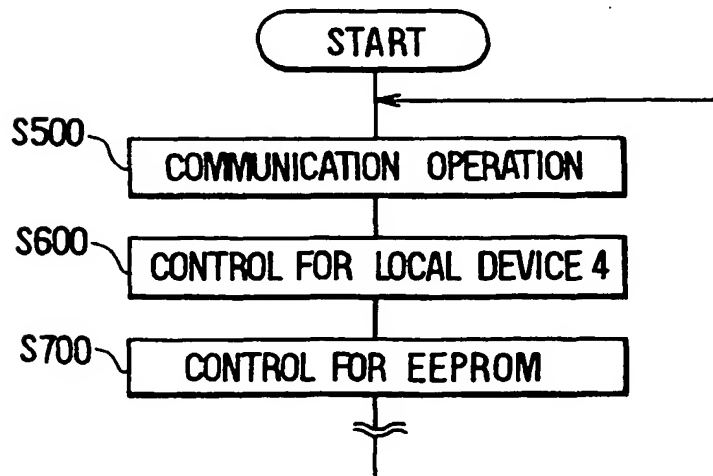 START
S500
COMMUNICATION OPERATION
S600
CONTROL FOR LOCAL DEVICE 4
S700
CONTROL FOR EEPROM